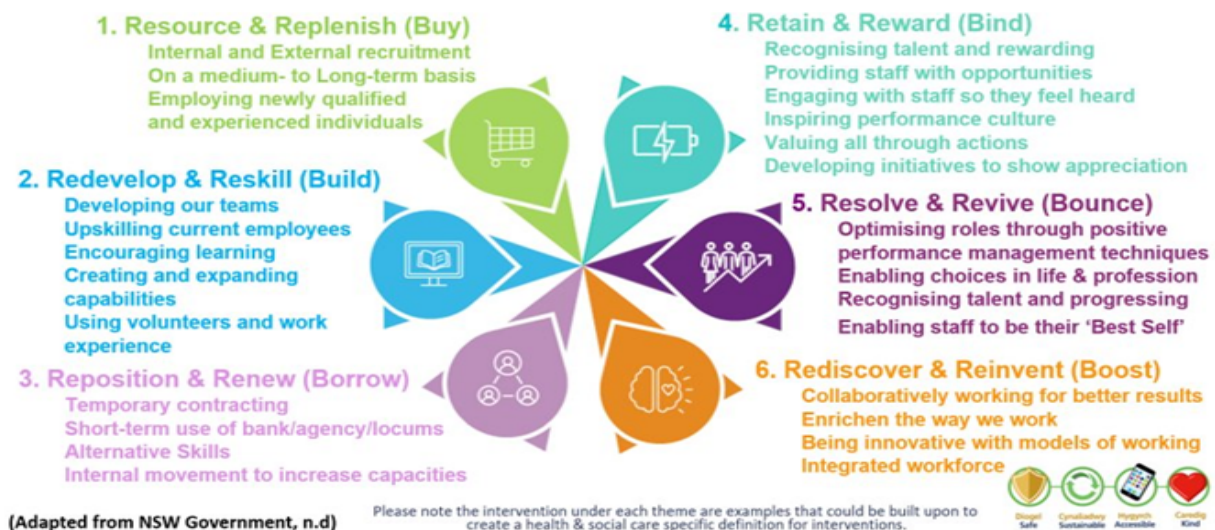 1. Resource & Replenish (Buy)
Internal and External recruitment
On a medium- to Long-term basis
Employing newly qualified
and experienced individuals
2. Redevelop & Reskill (Build)
Developing our teams
Upskilling current employees
Encouraging learning
Creating and expanding
capabilities
Using volunteers and work
experience
3. Reposition & Renew (Borrow)
Temporary contracting
Short-term use of bank/agency/locums
Alternative Skills
Internal movement to increase capacities
4. Retain & Reward (Bind)
Recognising talent and rewarding
Providing staff with opportunities
Engaging with staff so they feel heard
Inspiring performance culture
Valuing all through actions
Developing initiatives to show appreciation
5. Resolve & Revive (Bounce)
Optimising roles through positive
performance management techniques
Enabling choices in life & profession
Recognising talent and progressing
Enabling staff to be their ‘Best Self’
6. Rediscover & Reinvent (Boost)
Collaboratively working for better results
Enrichen the way we work
Being innovative with models of working
Integrated workforce
Diogel
Safe
Cynaliadwy
Sustainable
Hygyrch
Accessible
Caredig
Kind
(Adapted from NSW Government, n.d)
Please note the intervention under each theme are examples that could be built upon to
create a health & social care specific definition for interventions.